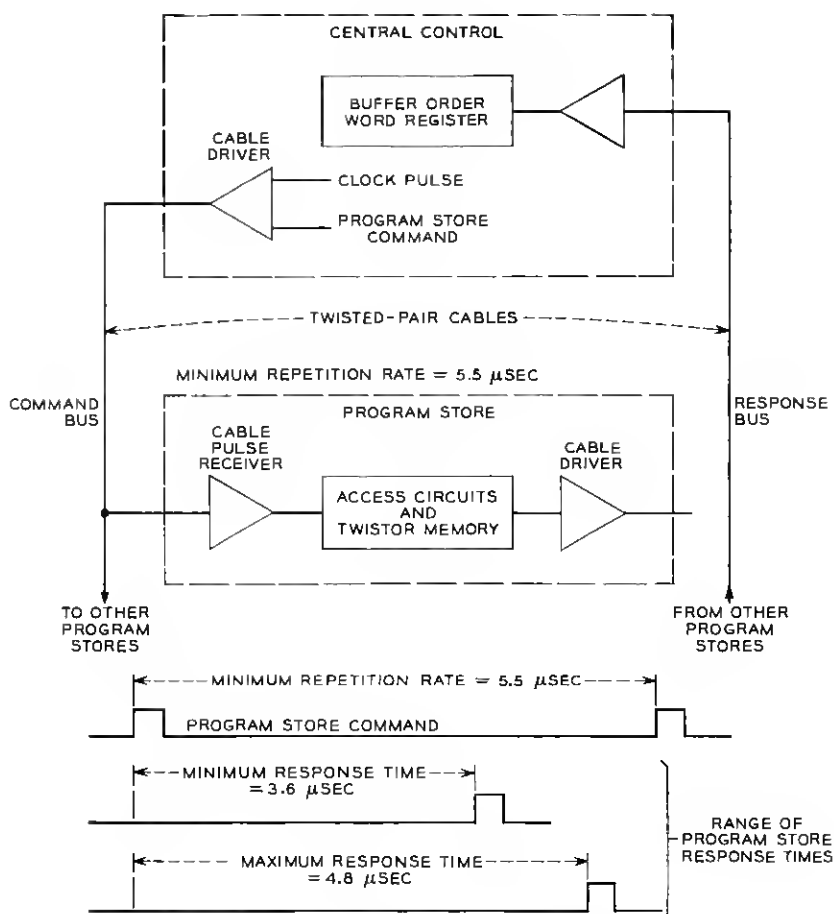 CENTRAL CONTROL
BUFFER ORDER
WORD REGISTER
CABLE
DRIVER
CLOCK PULSE
PROGRAM STORE
COMMAND
TWISTED-PAIR CABLES
MINIMUM REPETITION RATE = 5.5 μSEC
COMMAND
BUS
RESPONSE
BUS
PROGRAM STORE
CABLE
PULSE
RECEIVER
CABLE
DRIVER
ACCESS CIRCUITS
AND
TWISTOR MEMORY
TO OTHER
PROGRAM
STORES
FROM OTHER
PROGRAM
STORES
MINIMUM REPETITION RATE = 5.5 μSEC
PROGRAM STORE COMMAND
MINIMUM RESPONSE TIME
= 3.6 μSEC
RANGE OF
PROGRAM STORE
RESPONSE TIMES
MAXIMUM RESPONSE TIME
= 4.8 μSEC